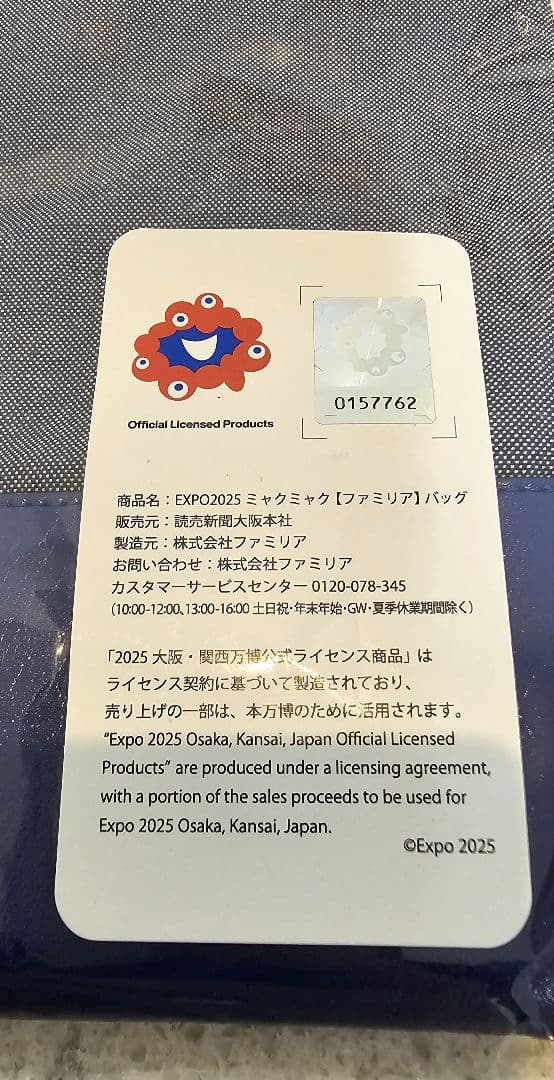 Official Licensed Products
0157762
商品名：EXPO2025 ミャクミャク【ファミリア】バッグ
販売元：読売新聞大阪本社
製造元：株式会社ファミリア
お問い合わせ：株式会社ファミリア
カスタマーサービスセンター 0120-078-345
（10:00-12:00、13:00-16:00 土日祝・年末年始・GW・夏季休業期間除く）
「2025 大阪・関西万博公式ライセンス商品」は
ライセンス契約に基づいて製造されており、
売り上げの一部は、本万博のために活用されます。
“Expo 2025 Osaka, Kansai, Japan Official Licensed
Products” are produced under a licensing agreement,
with a portion of the sales proceeds to be used for
Expo 2025 Osaka, Kansai, Japan.
©Expo 2025